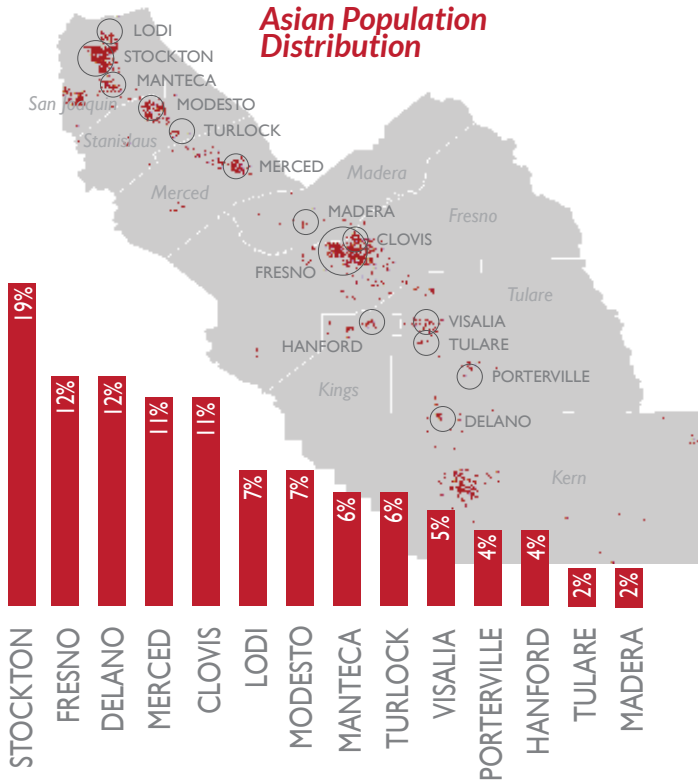 Asian Population
Distribution
LODI
STOCKTON
MANTECA
San Joaquin
MODESTO
TURLOCK
Stanislaus
MERCED
Merced
Madera
MADERA
Fresno
CLOVIS
FRESNO
Tulare
VISALIA
HANFORD
TULARE
Kings
PORTERVILLE
DELANO
Kern
19%
12%
12%
11%
11%
7%
7%
6%
6%
5%
4%
4%
2%
2%
STOCKTON
FRESNO
DELANO
MERCED
CLOVIS
LODI
MODESTO
MANTECA
TURLOCK
VISALIA
PORTERVILLE
HANFORD
TULARE
MADERA